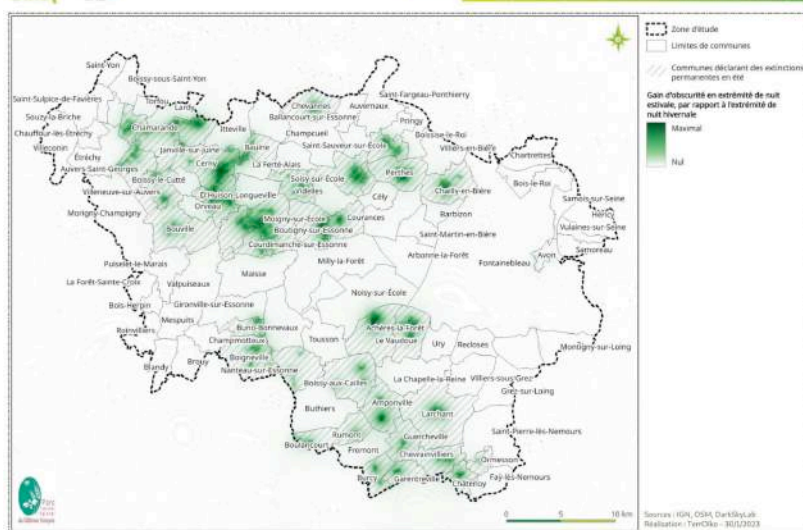 Saint-Yon
Boissy-sous-Saint-Yon
Saint-Sulpice-de-Favières
Torfou
Lardy
Saint-Fargeau-Ponthierry
Souzy-la-Briche
Chevannes
Auvernaux
Chamarande
Ballancourt-sur-Essonne
Pringy
Chauffour-lès-Étréchy
Itteville
Champcueil
Boissise-le-Roi
Villeconin
Janville-sur-Juine
Baulne
Saint-Sauveur-sur-École
Villiers-en-Bière
Étréchy
Cerny
La Ferté-Alais
Chartrettes
Auvers-Saint-Georges
Boissy-le-Cutté
Soisy-sur-École
Perthes
Bois-le-Roi
Villeneuve-sur-Auvers
D'Huison-Longueville
Videlles
Chailly-en-Bière
Orveau
Cély
Samois-sur-Seine
Morigny-Champigny
Moigny-sur-École
Courances
Barbizon
Héricy
Bouville
Boutigny-sur-Essonne
Vulaines-sur-Seine
Saint-Martin-en-Bière
Courdimanche-sur-Essonne
Samoreau
Puiselet-le-Marais
Milly-la-Forêt
Arbonne-la-Forêt
Avon
Fontainebleau
Maisse
La Forêt-Sainte-Croix
Valpuiseaux
Noisy-sur-École
Bois-Herpin
Gironville-sur-Essonne
Mespuits
Buno-Bonnevaux
Achères-la-Forêt
Roinvilliers
Champmotteux
Tousson
Le Vaudoué
Ury
Recloses
Montigny-sur-Loing
Boigneville
Blandy
Brouy
Nanteau-sur-Essonne
Boissy-aux-Cailles
La Chapelle-la-Reine
Villiers-sous-Grez
Grez-sur-Loing
Buthiers
Amponville
Larchant
Rumont
Guercheville
Saint-Pierre-lès-Nemours
Boulancourt
Fromont
Chevrainvilliers
Ormesson
Burcy
Garentreville
Châtenoy
Faÿ-lès-Nemours
0 5 10 km
Zone d'étude
Limites de communes
Communes déclarant des extinctions
permanentes en été
Gain d'obscurité en extrémité de nuit
estivale, par rapport à l'extrémité de
nuit hivernale
Maximal
Nul
Sources : IGN, OSM, DarkSkyLab
Réalisation : TerrOïko - 30/1/2023
Parc